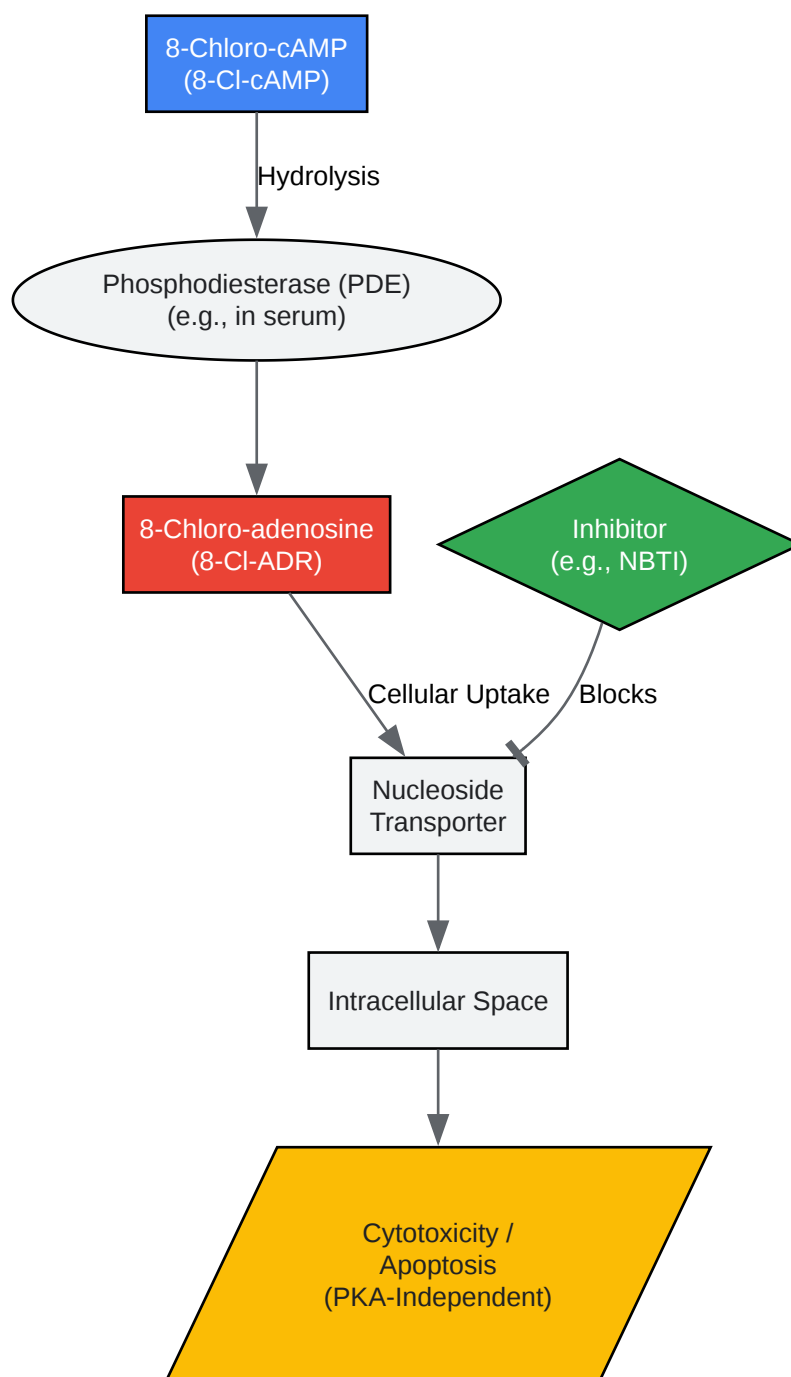 8-Chloro-cAMP
(8-Cl-cAMP)
Hydrolysis
Phosphodiesterase (PDE)
(e.g., in serum)
8-Chloro-adenosine
(8-Cl-ADR)
Inhibitor
(e.g., NBTI)
Cellular Uptake
Blocks
Nucleoside
Transporter
Intracellular Space
Cytotoxicity /
Apoptosis
(PKA-Independent)